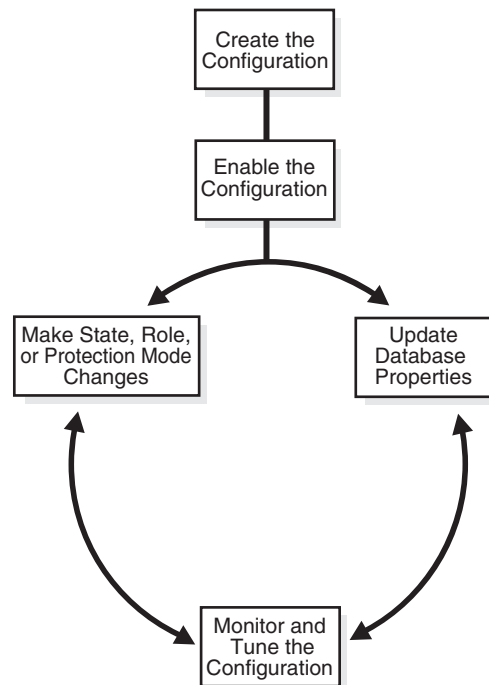 Create the
Configuration
Enable the
Configuration
Make State, Role,
or Protection Mode
Changes
Update
Database
Properties
Monitor and
Tune the
Configuration